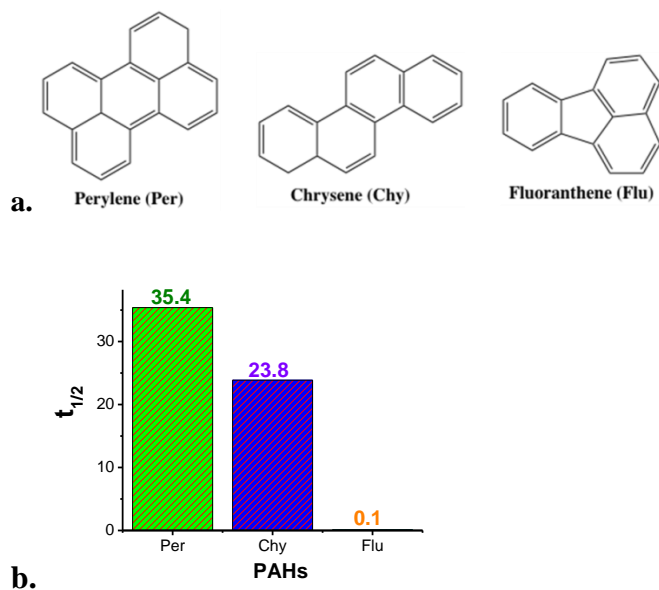 Perylene (Per)
Chrysene (Chy)
Fluoranthene (Flu)
a.
35.4
23.8
0.1
30
20
10
0
t1/2
Per
Chy
Flu
PAHs
b.